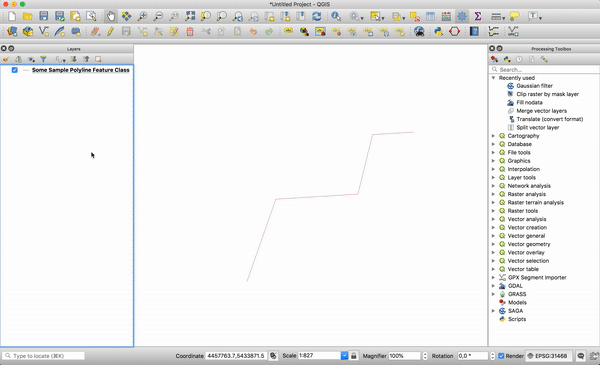 *Untitled Project - QGIS
Layers
Some Sample Polyline Feature Class
Processing Toolbox
Search...
Recently used
Gaussian filter
Clip raster by mask layer
Fill nodata
Merge vector layers
Translate (convert format)
Split vector layer
Cartography
Database
File tools
Graphics
Interpolation
Layer tools
Network analysis
Raster analysis
Raster terrain analysis
Raster tools
Vector analysis
Vector creation
Vector general
Vector geometry
Vector overlay
Vector selection
Vector table
GPX Segment Importer
GDAL
GRASS
Models
SAGA
Scripts
Type to locate (⌘K)
Coordinate 4457763.7,5433871.5
Scale 1:827
Magnifier 100%
Rotation 0,0 °
Render
EPSG:31468